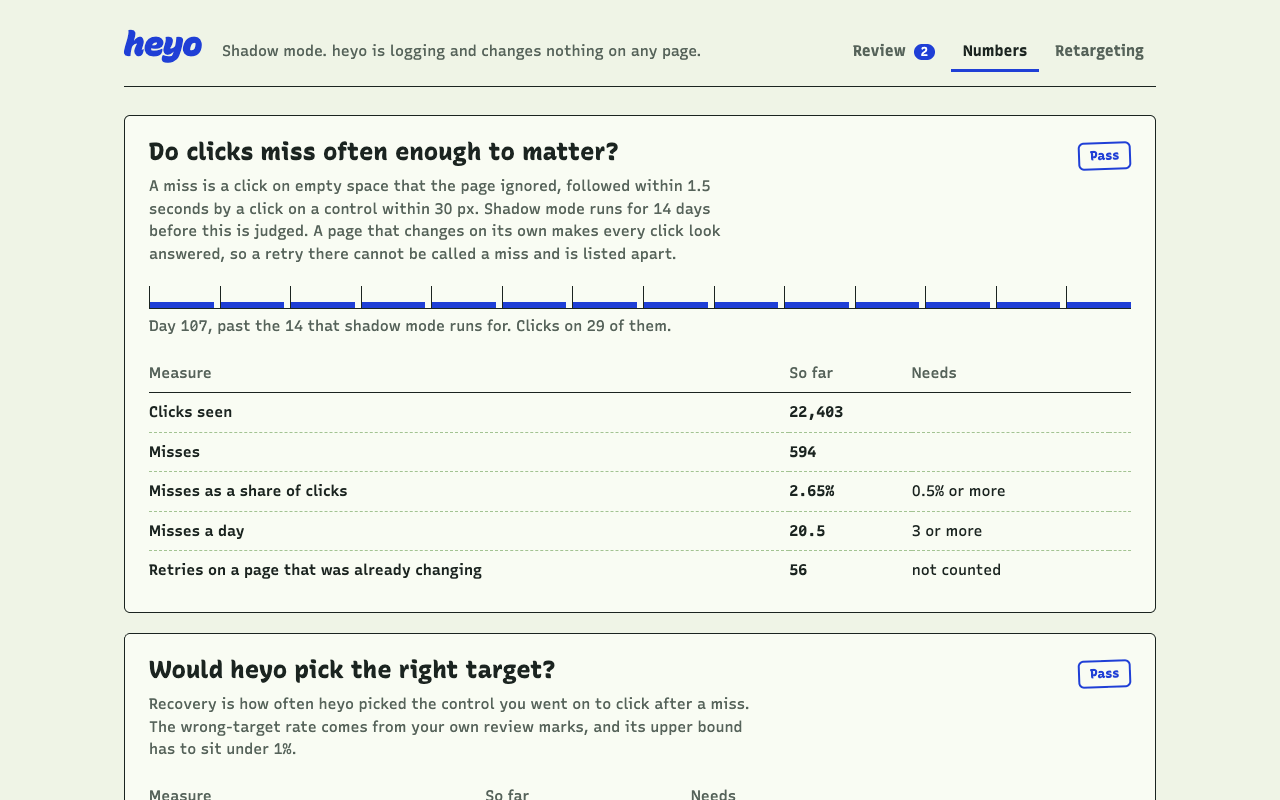 heyo
Shadow mode. heyo is logging and changes nothing on any page.
Review 2
Numbers
Retargeting
Do clicks miss often enough to matter?
Pass
A miss is a click on empty space that the page ignored, followed within 1.5
seconds by a click on a control within 30 px. Shadow mode runs for 14 days
before this is judged. A page that changes on its own makes every click look
answered, so a retry there cannot be called a miss and is listed apart.
Day 107, past the 14 that shadow mode runs for. Clicks on 29 of them.
Measure So far Needs
Clicks seen 22,403
Misses 594
Misses as a share of clicks 2.65% 0.5% or more
Misses a day 20.5 3 or more
Retries on a page that was already changing 56 not counted
Would heyo pick the right target?
Pass
Recovery is how often heyo picked the control you went on to click after a miss.
The wrong-target rate comes from your own review marks, and its upper bound
has to sit under 1%.
Measure So far Needs